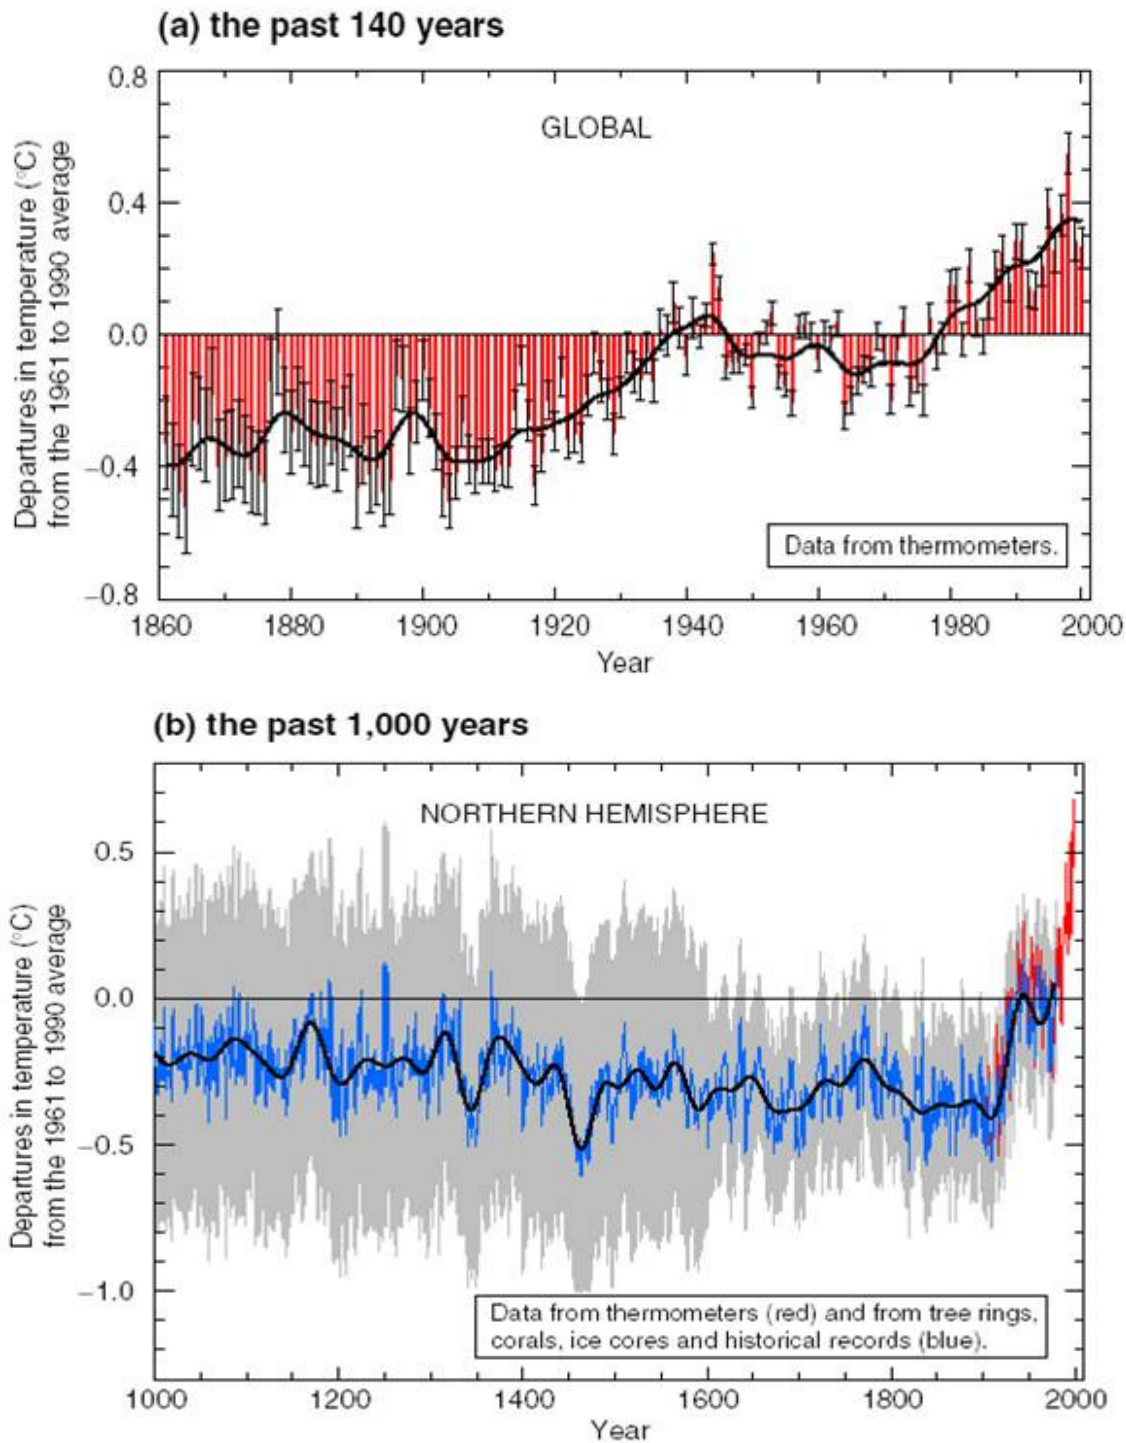 (a) the past 140 years
GLOBAL
Departures in temperature (°C)
from the 1961 to 1990 average
0.8
0.4
0.0
−0.4
−0.8
Data from thermometers.
1860 1880 1900 1920 1940 1960 1980 2000
Year
(b) the past 1,000 years
NORTHERN HEMISPHERE
Departures in temperature (°C)
from the 1961 to 1990 average
0.5
0.0
−0.5
−1.0
Data from thermometers (red) and from tree rings,
corals, ice cores and historical records (blue).
1000 1200 1400 1600 1800 2000
Year